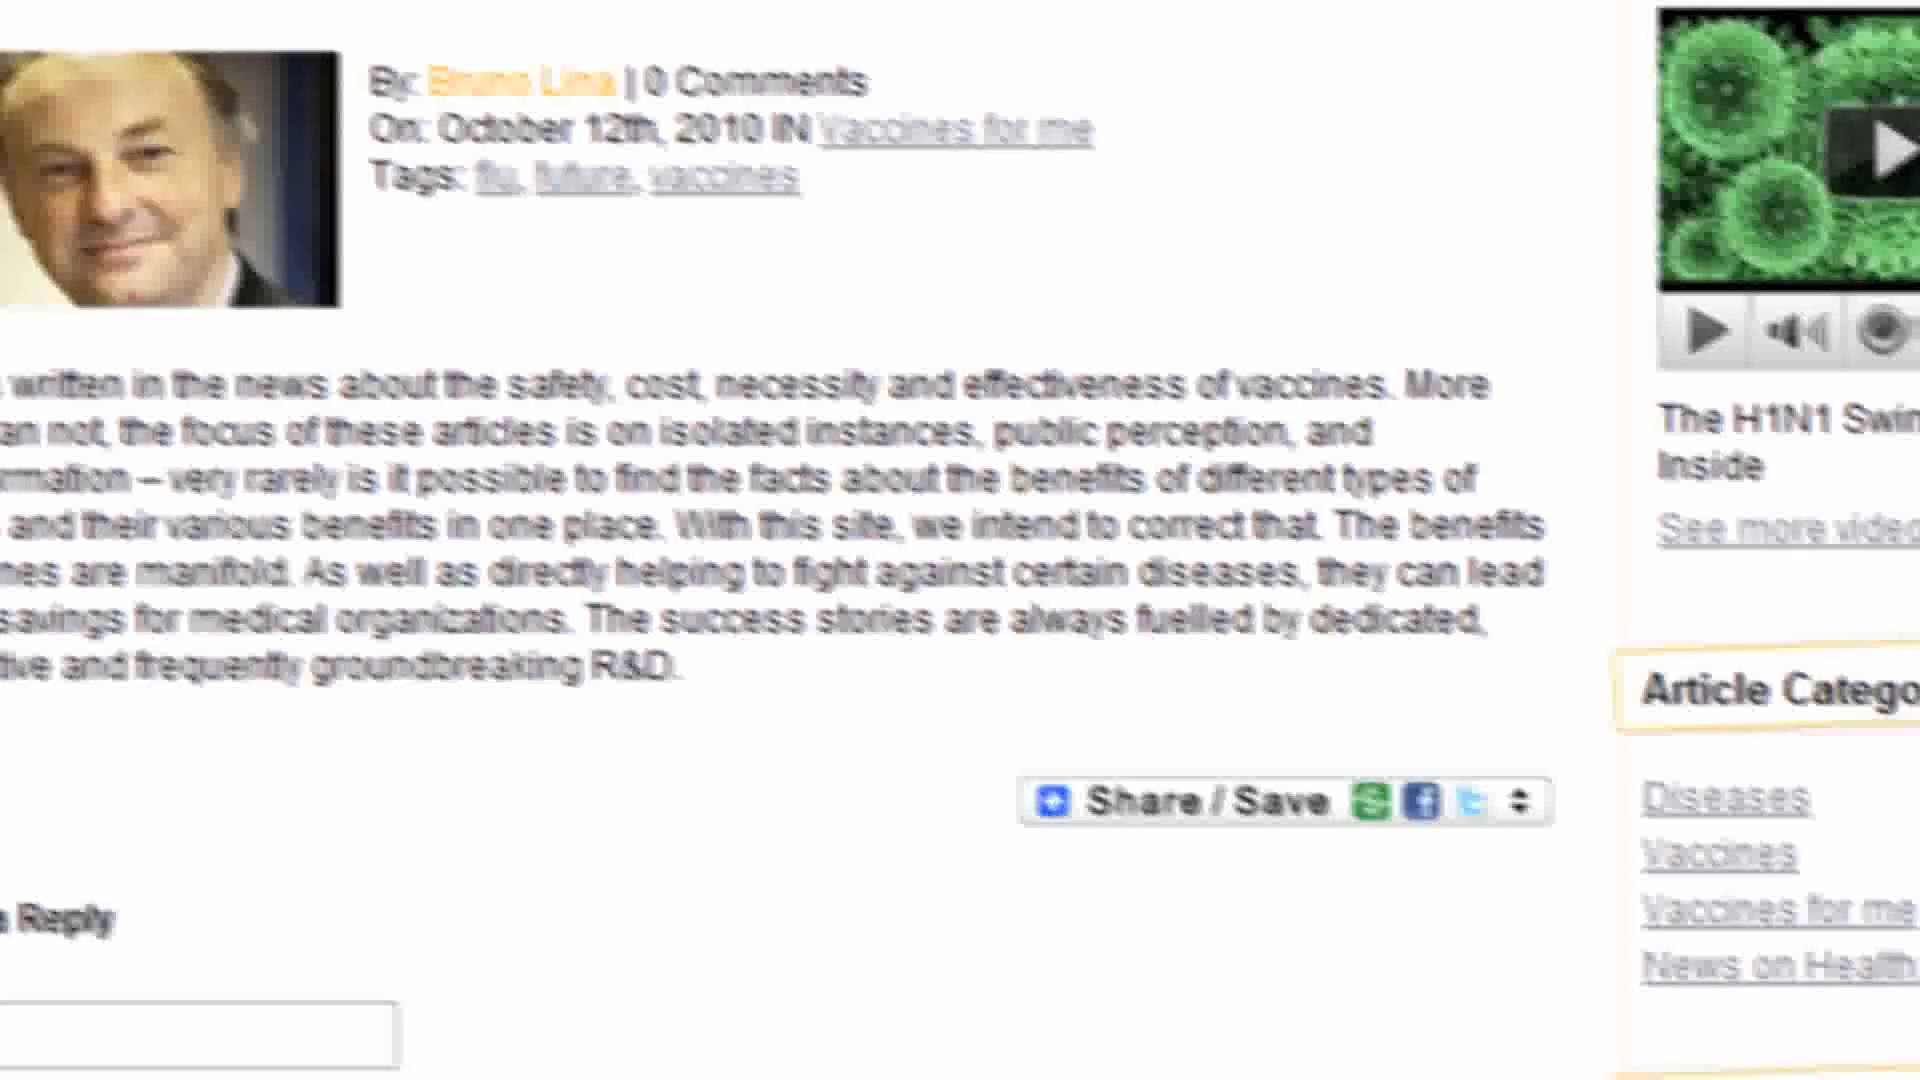 By: Bruno Lina | 0 Comments
On: October 12th, 2010 IN Vaccines for me
Tags: flu, future, vaccines
written in the news about the safety, cost, necessity and effectiveness of vaccines. More
an not, the focus of these articles is on isolated instances, public perception, and
rmation – very rarely is it possible to find the facts about the benefits of different types of
and their various benefits in one place. With this site, we intend to correct that. The benefits
nes are manifold. As well as directly helping to fight against certain diseases, they can lead
savings for medical organizations. The success stories are always fuelled by dedicated,
tive and frequently groundbreaking R&D.
Share / Save
a Reply
The H1N1 Swin
Inside
See more video
Article Catego
Diseases
Vaccines
Vaccines for me
News on Health